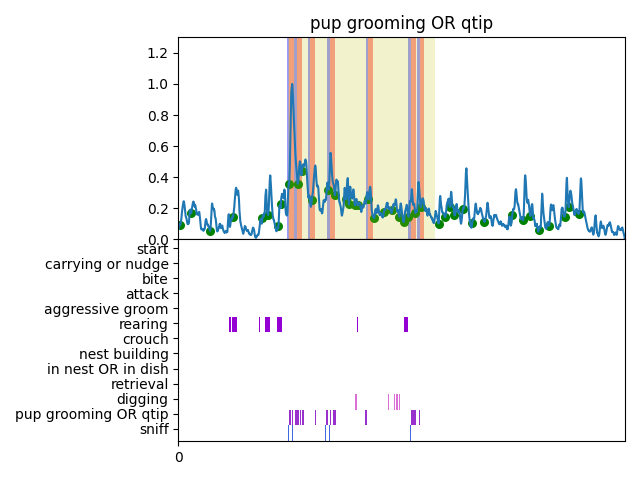 pup grooming OR qtip
1.2
1.0
0.8
0.6
0.4
0.2
0.0
start
carrying or nudge
bite
attack
aggressive groom
rearing
crouch
nest building
in nest OR in dish
retrieval
digging
pup grooming OR qtip
sniff
0